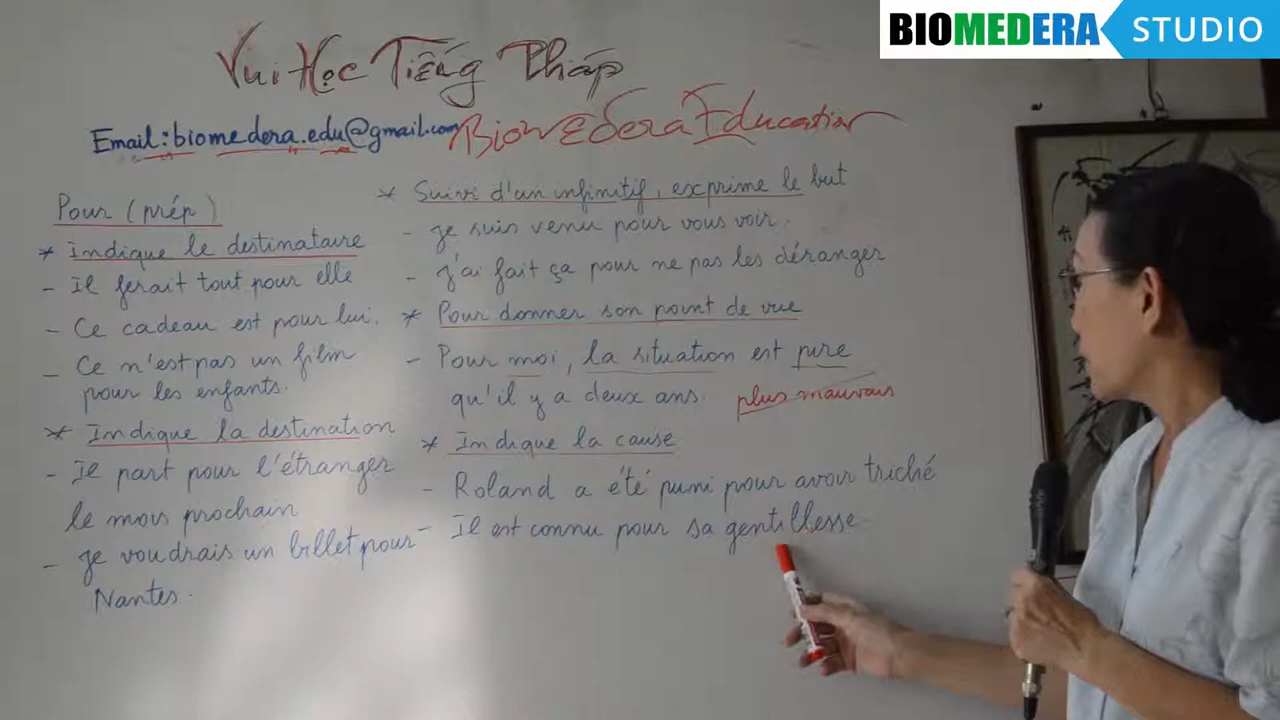 BIOMEDERA STUDIO
Vui Học Tiếng Pháp
BiomEdera Education
Email: biomedera.edu@gmail.com
Pour (prép)
* Indique le destinataire
- Il ferait tout pour elle
- Ce cadeau est pour lui.
- Ce n'est pas un film
pour les enfants.
* Indique la destination
- Il part pour l'étranger
le mois prochain
- Je voudrais un billet pour
Nantes.
* Suivi d'un infinitif, exprime le but
- Je suis venu pour vous voir.
- J'ai fait ça pour ne pas les déranger
* Pour donner son point de vue
- Pour moi, la situation est pire
qu'il y a deux ans. plus mauvais
* Indique la cause
- Roland a été puni pour avoir triché
- Il est connu pour sa gentillesse